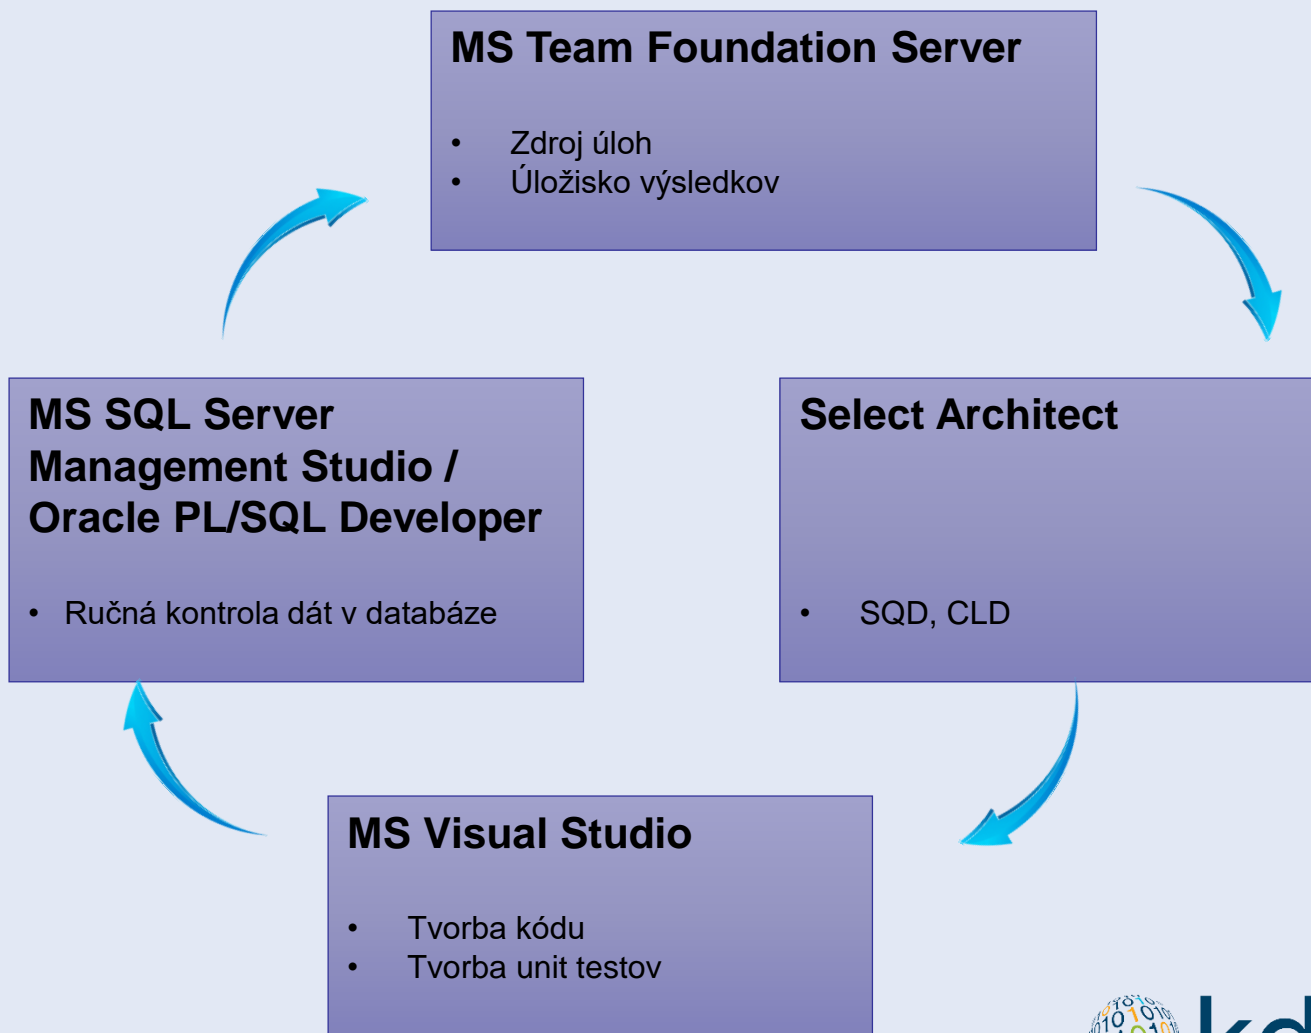 MS Team Foundation Server
• Zdroj úloh
• Úložisko výsledkov
MS SQL Server
Management Studio /
Oracle PL/SQL Developer
• Ručná kontrola dát v databáze
Select Architect
• SQD, CLD
MS Visual Studio
• Tvorba kódu
• Tvorba unit testov